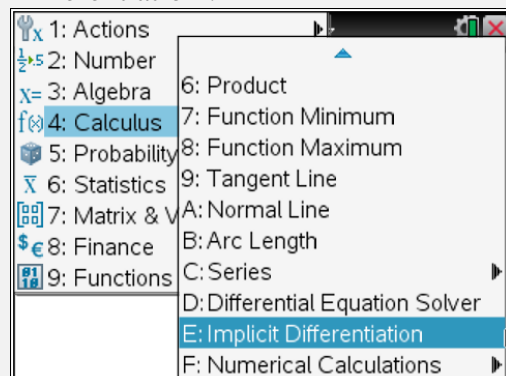 1: Actions
2: Number
3: Algebra
4: Calculus
5: Probability
6: Statistics
7: Matrix & V
8: Finance
9: Functions
6: Product
7: Function Minimum
8: Function Maximum
9: Tangent Line
A: Normal Line
B: Arc Length
C: Series
D: Differential Equation Solver
E: Implicit Differentiation
F: Numerical Calculations